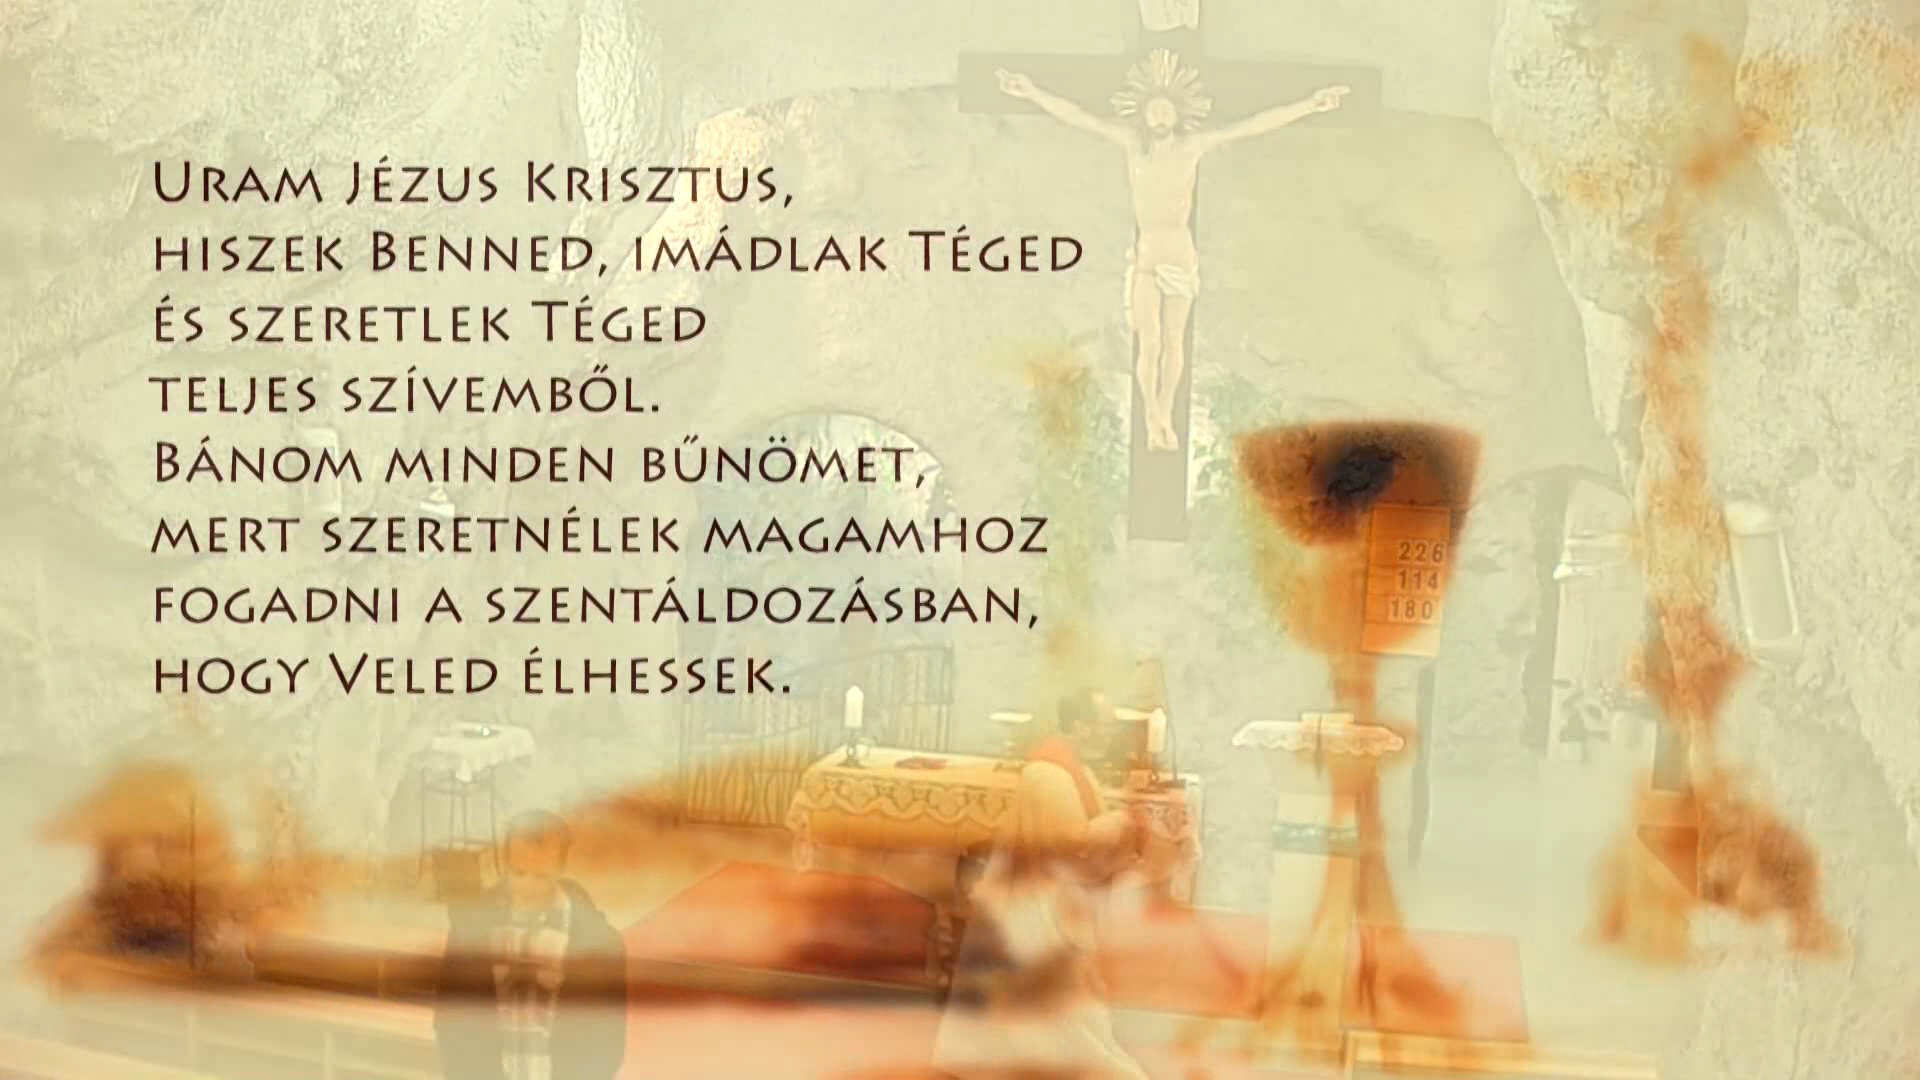 Uram Jézus Krisztus,
hiszek Benned, imádlak Téged
és szeretlek Téged
teljes szívemből.
Bánom minden bűnömet,
mert szeretnélek magamhoz
fogadni a szentáldozásban,
hogy Veled élhessek.
226
114
180